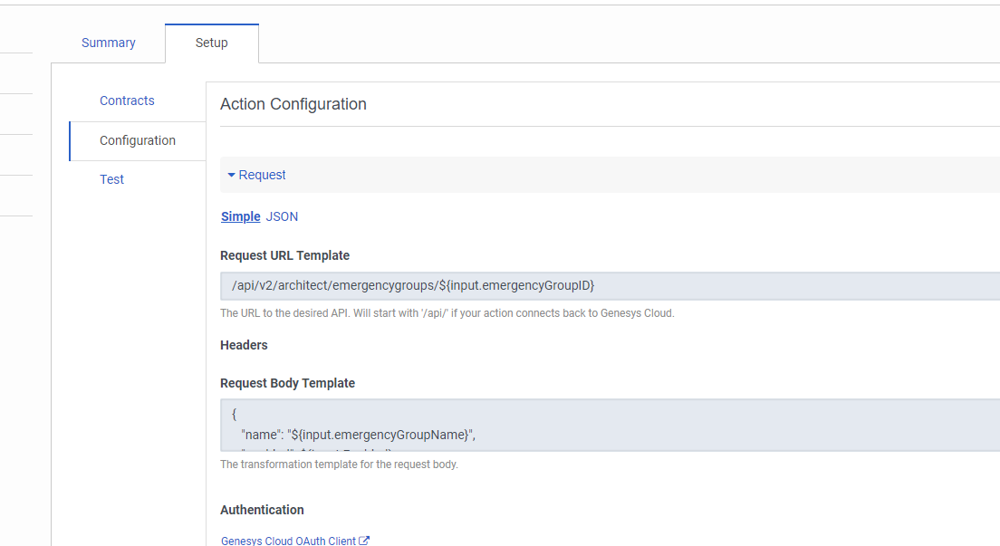 Summary
Setup
Contracts
Configuration
Test
Action Configuration
Request
Simple JSON
Request URL Template
/api/v2/architect/emergencygroups/${input.emergencyGroupID}
The URL to the desired API. Will start with '/api/' if your action connects back to Genesys Cloud.
Headers
Request Body Template
{
"name": "${input.emergencyGroupName}",
The transformation template for the request body.
Authentication
Genesys Cloud OAuth Client